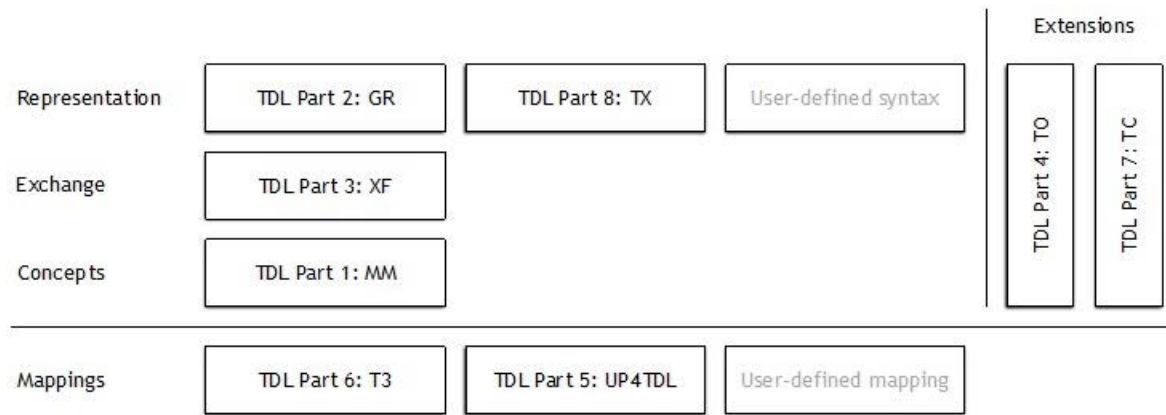 Extensions
Representation
TDL Part 2: GR
TDL Part 8: TX
User-defined syntax
TDL Part 4: TO
TDL Part 7: TC
Exchange
TDL Part 3: XF
Concepts
TDL Part 1: MM
Mappings
TDL Part 6: T3
TDL Part 5: UP4TDL
User-defined mapping